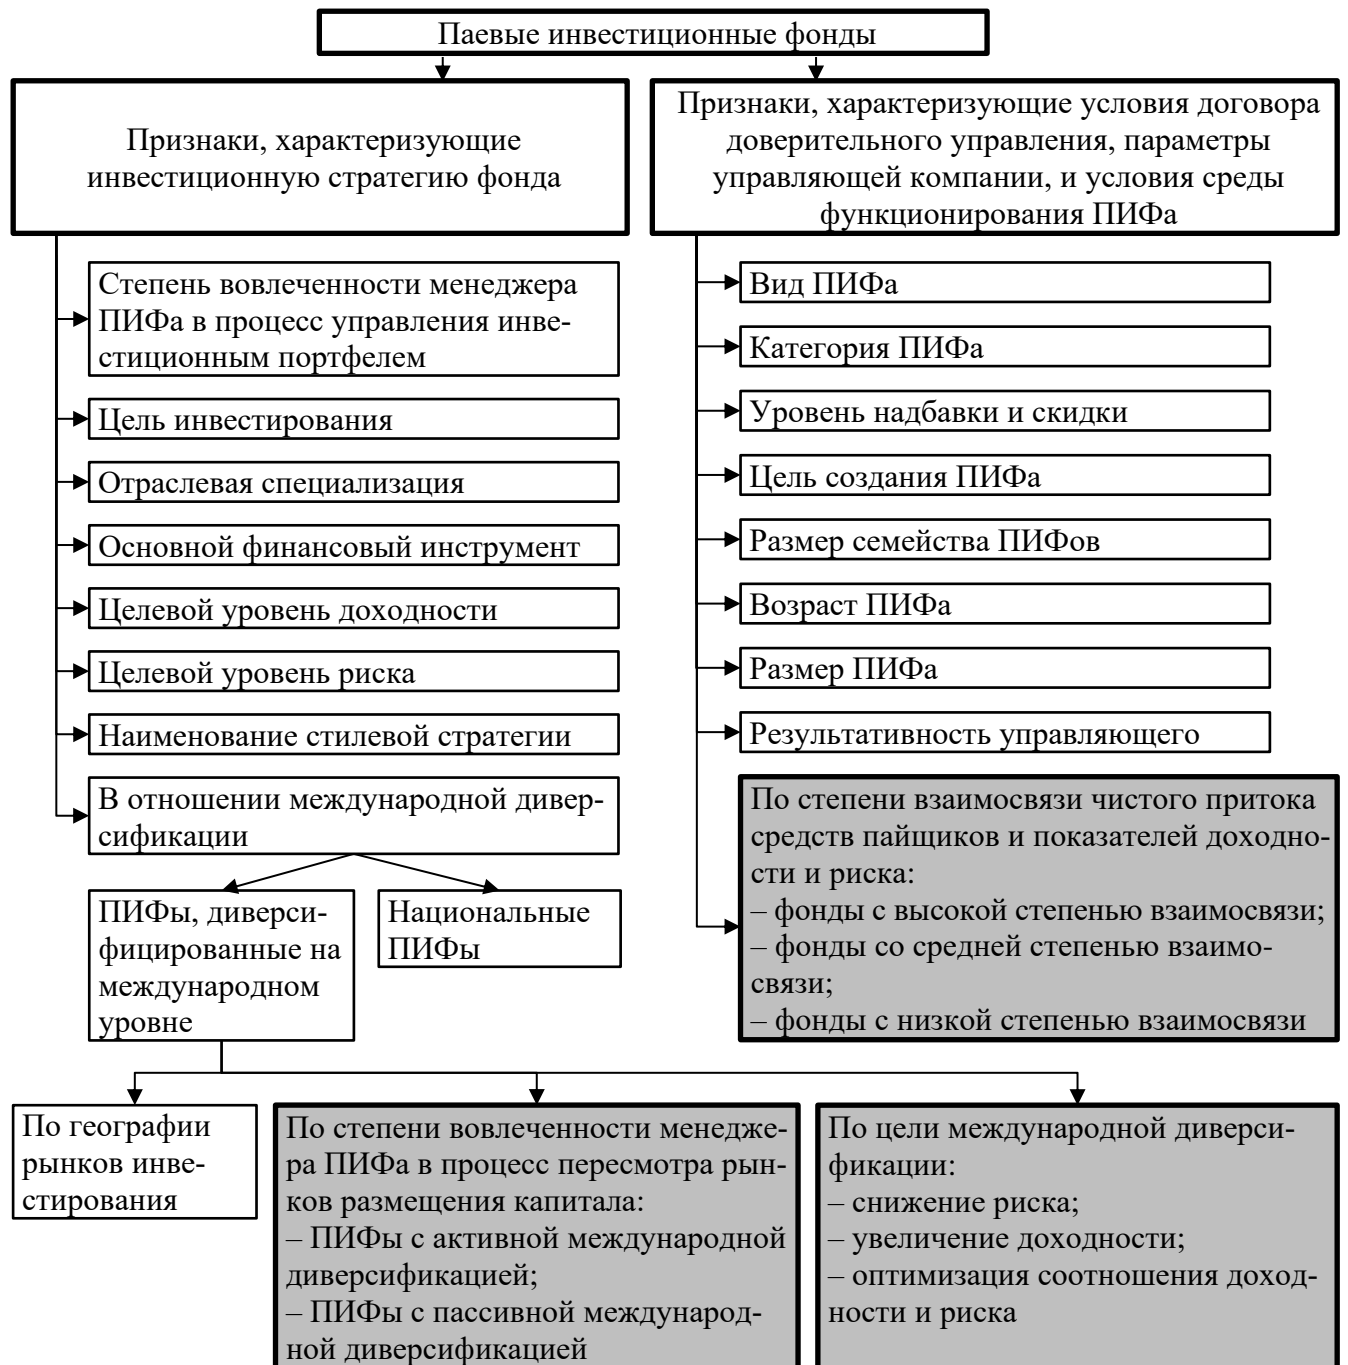 Паевые инвестиционные фонды
Признаки, характеризующие
инвестиционную стратегию фонда
Признаки, характеризующие условия договора
доверительного управления, параметры
управляющей компании, и условия среды
функционирования ПИФа
Степень вовлеченности менеджера
ПИФа в процесс управления инве-
стиционным портфелем
Цель инвестирования
Отраслевая специализация
Основной финансовый инструмент
Целевой уровень доходности
Целевой уровень риска
Наименование стилевой стратегии
В отношении международной дивер-
сификации
ПИФы, диверси-
фицированные на
международном
уровне
Национальные
ПИФы
Вид ПИФа
Категория ПИФа
Уровень надбавки и скидки
Цель создания ПИФа
Размер семейства ПИФов
Возраст ПИФа
Размер ПИФа
Результативность управляющего
По степени взаимосвязи чистого притока
средств пайщиков и показателей доходно-
сти и риска:
– фонды с высокой степенью взаимосвязи;
– фонды со средней степенью взаимо-
связи;
– фонды с низкой степенью взаимосвязи
По географии
рынков инве-
стирования
По степени вовлеченности менедже-
ра ПИФа в процесс пересмотра рын-
ков размещения капитала:
– ПИФы с активной международной
диверсификацией;
– ПИФы с пассивной международ-
ной диверсификацией
По цели международной диверси-
фикации:
– снижение риска;
– увеличение доходности;
– оптимизация соотношения доход-
ности и риска